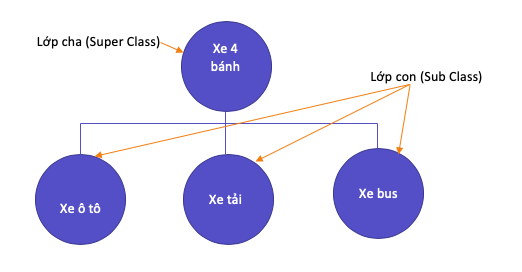 Lớp cha (Super Class)
Xe 4
bánh
Lớp con (Sub Class)
Xe ô tô
Xe tải
Xe bus